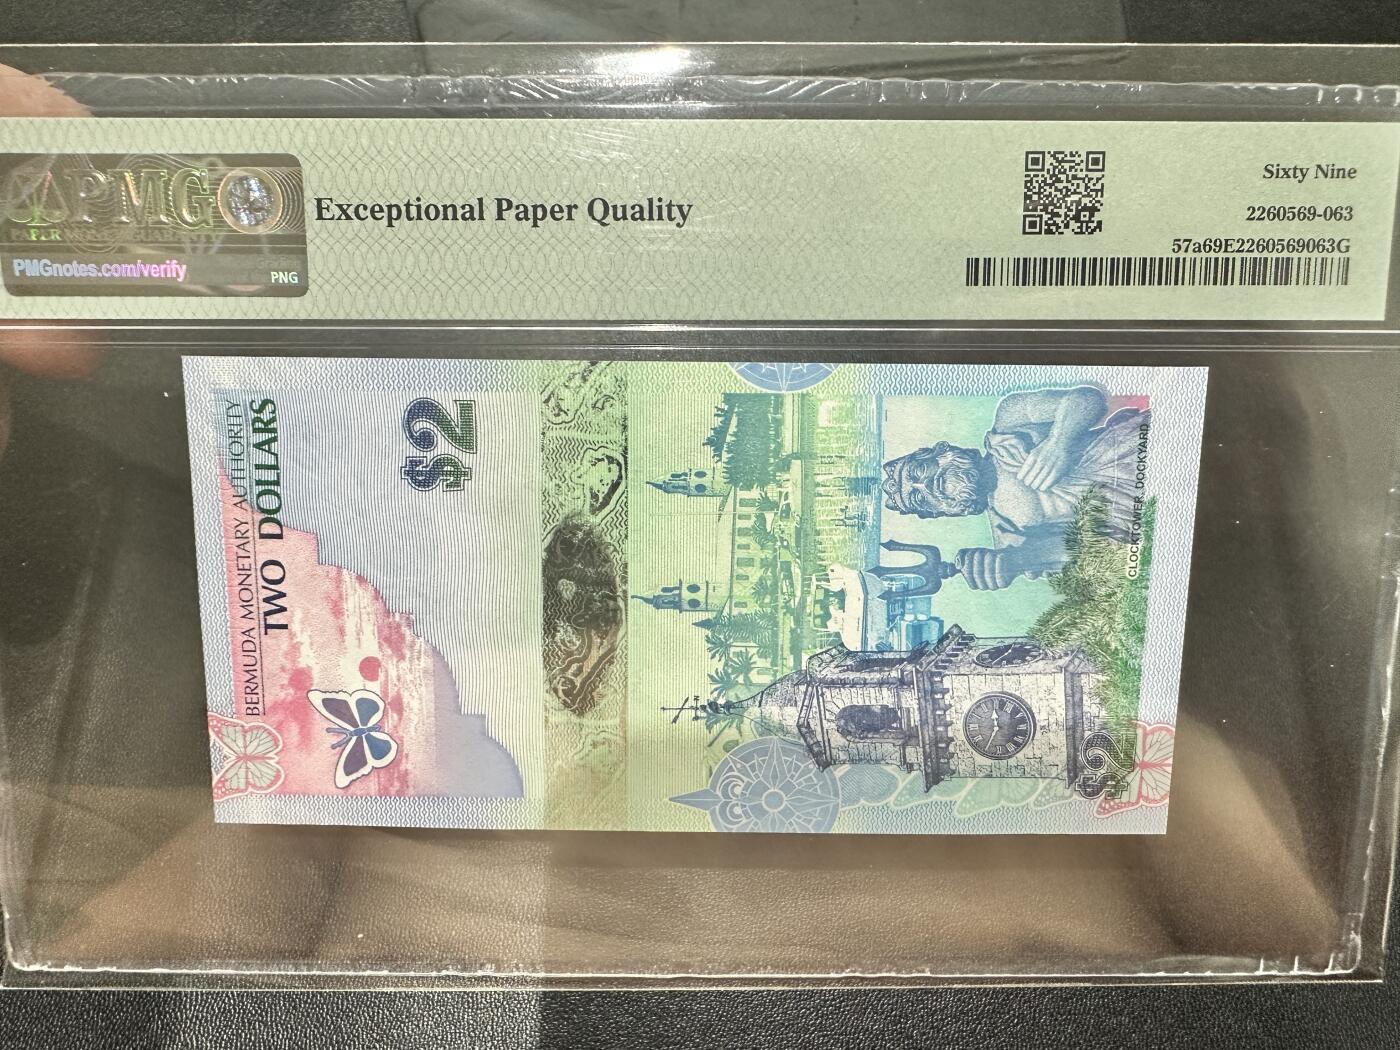 PMG
PMGnotes.com/verify
PNG
Exceptional Paper Quality
Sixty Nine
2260569-063
57a69E2260569063G
BERMUDA MONETARY AUTHORITY
TWO DOLLARS
$2
CLOCKTOWER, DOCKYARD
$2